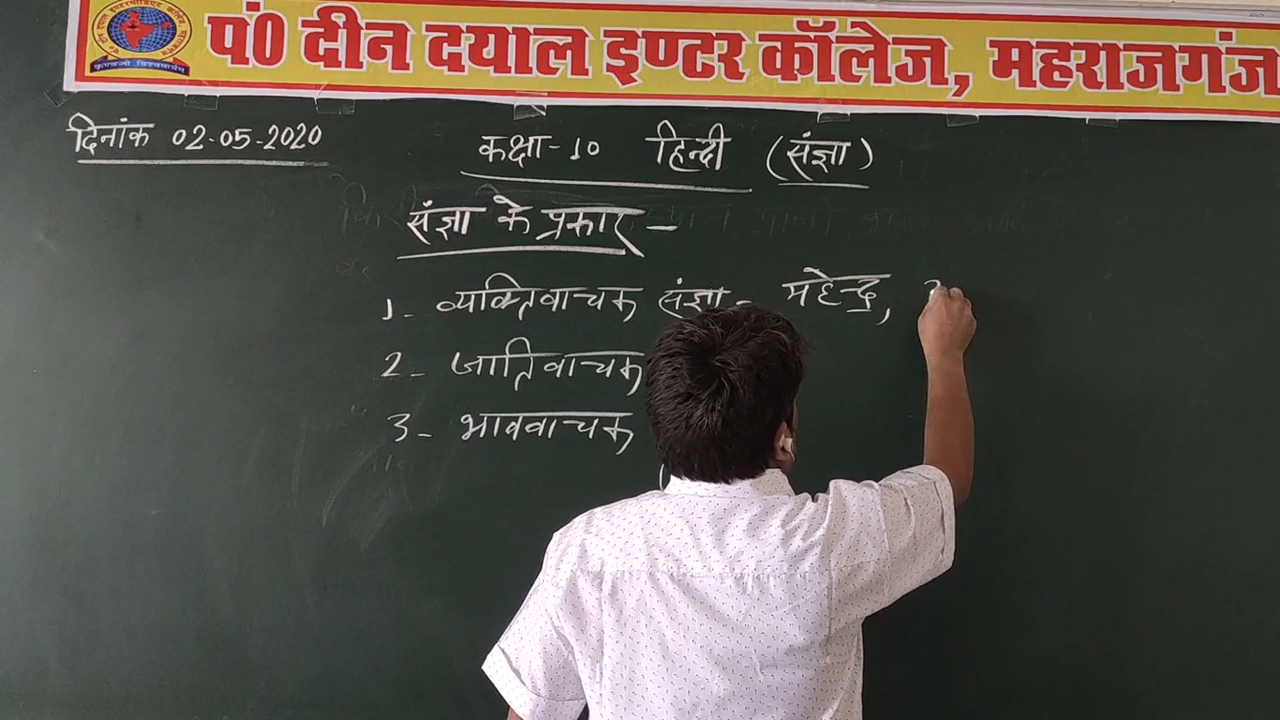 पं0 दीन दयाल इण्टर कॉलेज, महराजगंज
दिनांक 02-05-2020
कक्षा-10 हिन्दी (संज्ञा)
संज्ञा के प्रकार -
1- व्यक्तिवाचक संज्ञा - महेन्द्र,
2- जातिवाचक
3- भाववाचक